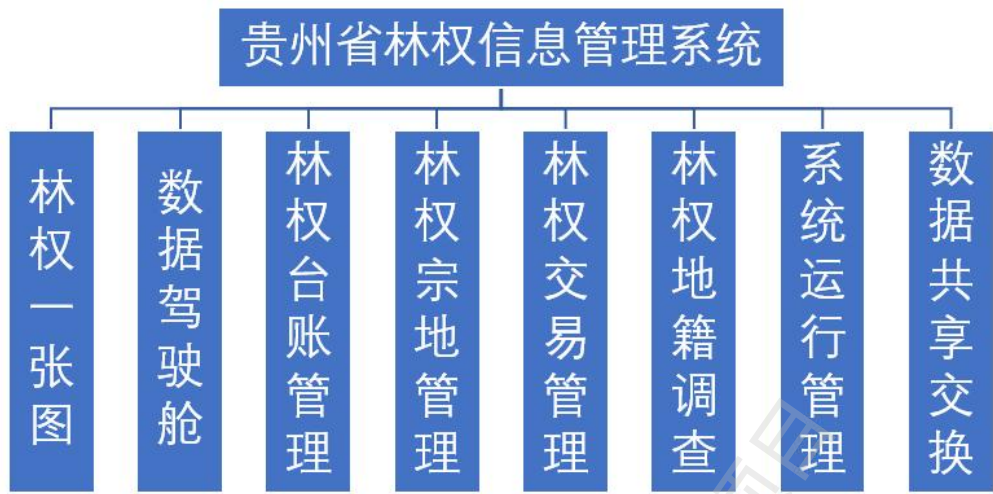 贵州省林权信息管理系统
林权一张图
数据驾驶舱
林权台账管理
林权宗地管理
林权交易管理
林权地籍调查
系统运行管理
数据共享交换
项目